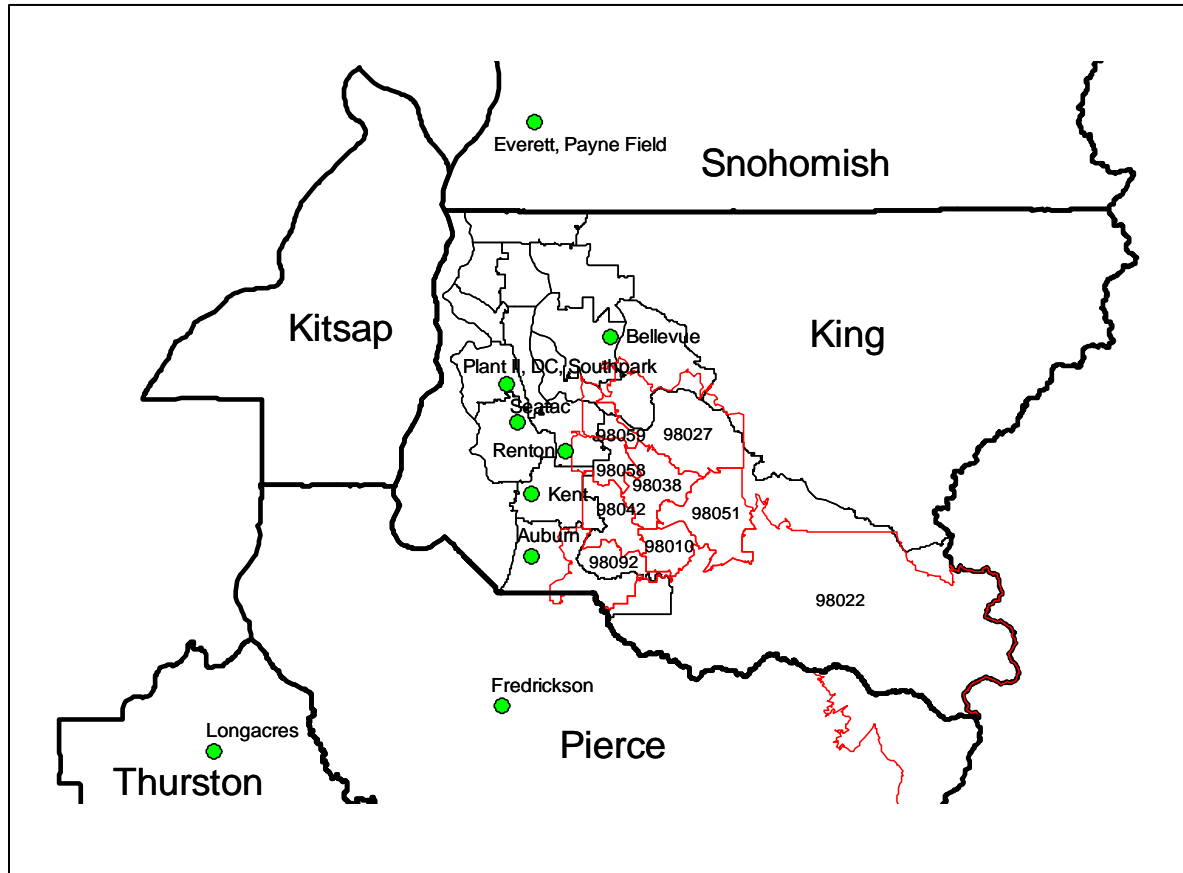 Everett, Payne Field
Snohomish
Kitsap
King
Bellevue
Plant II, DC, Southpark
Seatac
98059
98027
Renton
98058
98038
Kent
98042
98051
Auburn
98010
98092
98022
Fredrickson
Longacres
Pierce
Thurston